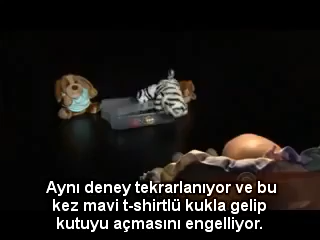 Aynı deney tekrarlanıyor ve bu
kez mavi t-shirtlü kukla gelip
kutuyu açmasını engelliyor.